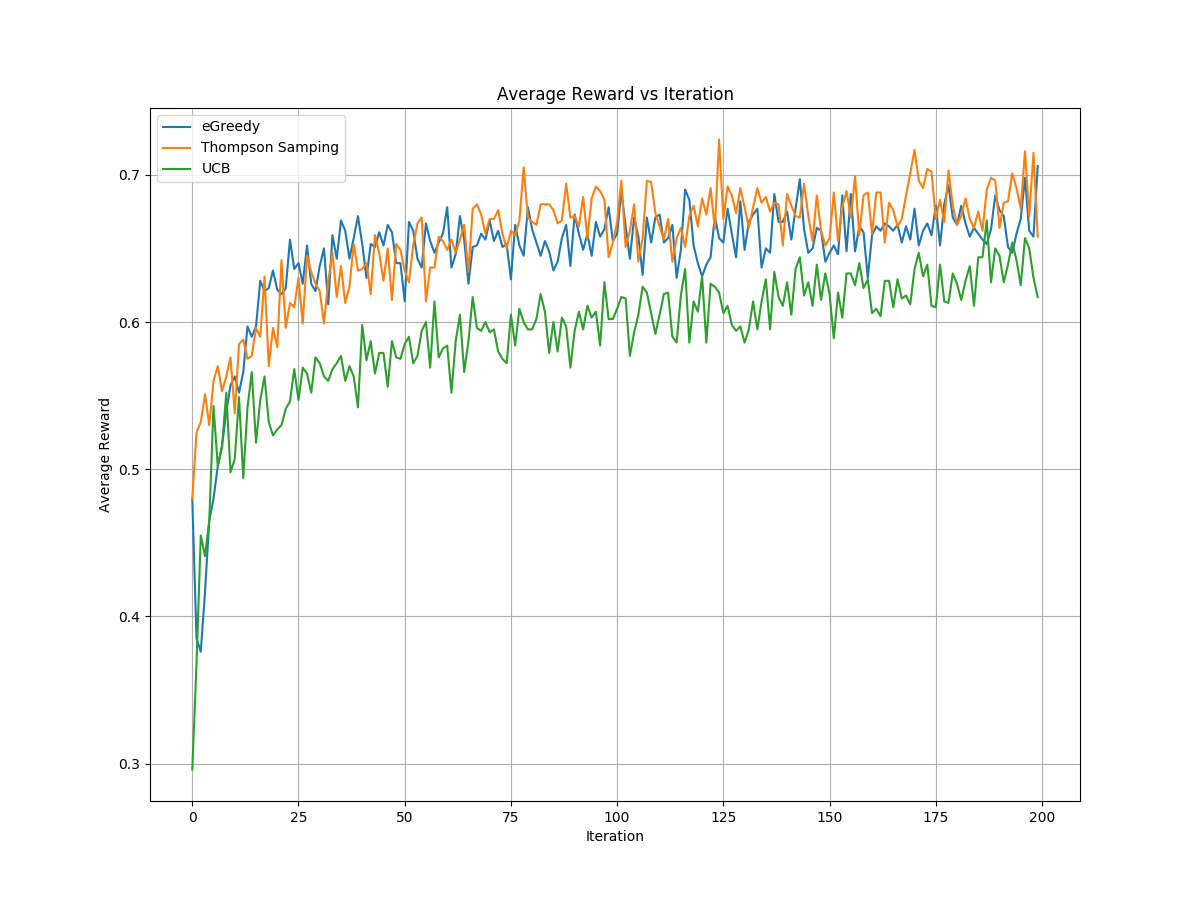 Average Reward vs Iteration
eGreedy
Thompson Samping
UCB
0.7
0.6
0.5
0.4
0.3
Average Reward
0 25 50 75 100 125 150 175 200
Iteration